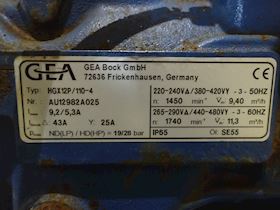 GEA
GEA Bock GmbH
72636 Frickenhausen, Germany
Typ: HGX12P/110-4
Nr.: AU12982A025
I 9,2/5,3A
I 43A Y: 25A
ND(LP) / HD(HP) = 19/28 bar
220-240VΔ/380-420VY -3-50HZ
n: 1450 min⁻¹ 9,40 m³/h
265-290VΔ/440-480VY -3-60HZ
n: 1740 min⁻¹ 11,3 m³/h
IP55 Öl: SE55